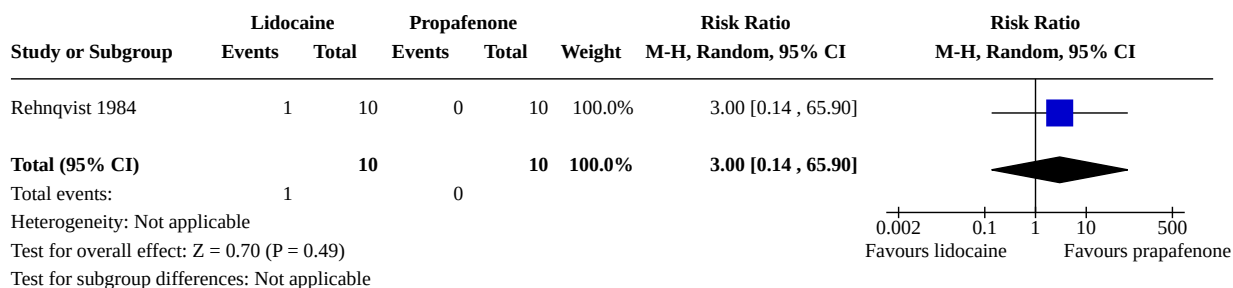 Lidocaine Propafenone Risk Ratio Risk Ratio
Study or Subgroup Events Total Events Total Weight M-H, Random, 95% CI M-H, Random, 95% CI
Rehnqvist 1984 1 10 0 10 100.0% 3.00 [0.14 , 65.90]
Total (95% CI) 10 10 100.0% 3.00 [0.14 , 65.90]
Total events: 1 0
Heterogeneity: Not applicable
0.002 0.1 1 10 500
Test for overall effect: Z = 0.70 (P = 0.49)
Favours lidocaine Favours prapafenone
Test for subgroup differences: Not applicable